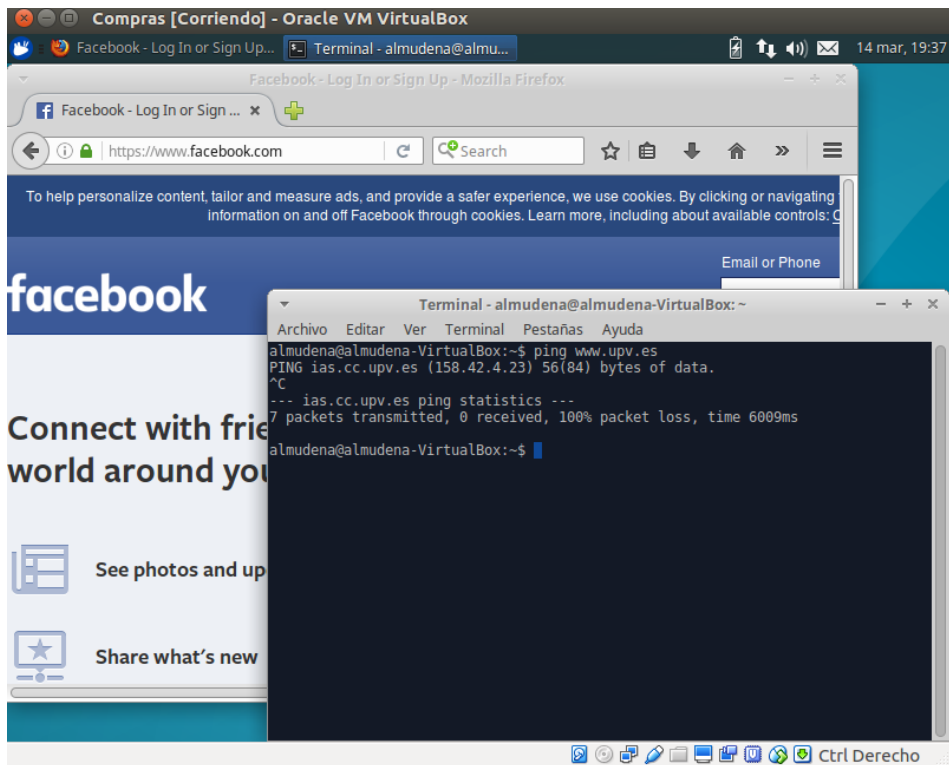 Compras [Corriendo] - Oracle VM VirtualBox
Facebook - Log In or Sign Up... Terminal - almudena@almu... 14 mar, 19:37
Facebook - Log In or Sign Up - Mozilla Firefox
Facebook - Log In or Sign ...
https://www.facebook.com Search
To help personalize content, tailor and measure ads, and provide a safer experience, we use cookies. By clicking or navigating
information on and off Facebook through cookies. Learn more, including about available controls:
Email or Phone
facebook
Connect with frie
world around you
See photos and up
Share what's new
Terminal - almudena@almudena-VirtualBox: ~
Archivo Editar Ver Terminal Pestañas Ayuda
almudena@almudena-VirtualBox:~$ ping www.upv.es
PING ias.cc.upv.es (158.42.4.23) 56(84) bytes of data.
^C
--- ias.cc.upv.es ping statistics ---
7 packets transmitted, 0 received, 100% packet loss, time 6009ms
almudena@almudena-VirtualBox:~$
Ctrl Derecho